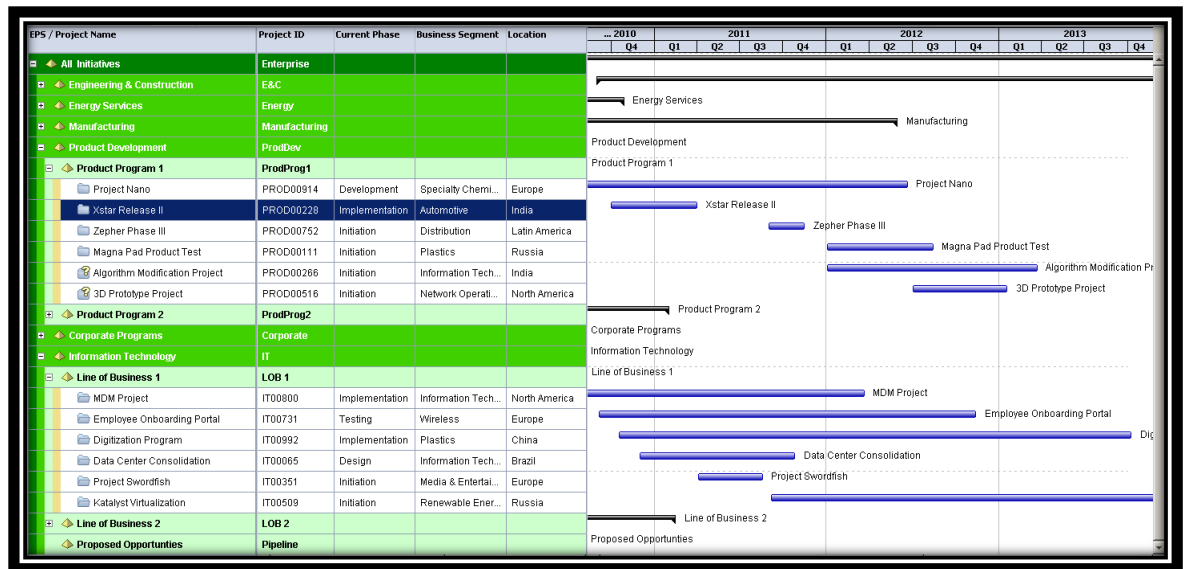 EPS / Project Name Project ID Current Phase Business Segment Location ... 2010 2011 2012 2013
Q4 Q1 Q2 Q3 Q4 Q1 Q2 Q3 Q4 Q1 Q2 Q3 Q4
All Initiatives Enterprise
Engineering & Construction E&C
Energy Services Energy Energy Services
Manufacturing Manufacturing Manufacturing
Product Development ProdDev Product Development
Product Program 1 ProdProg1 Product Program 1
Project Nano PROD00914 Development Specialty Chemi... Europe Project Nano
Xstar Release II PROD00228 Implementation Automotive India Xstar Release II
Zepher Phase III PROD00752 Initiation Distribution Latin America Zepher Phase III
Magna Pad Product Test PROD00111 Initiation Plastics Russia Magna Pad Product Test
Algorithm Modification Project PROD00266 Initiation Information Tech... India Algorithm Modification Pr
3D Prototype Project PROD00516 Initiation Network Operati... North America 3D Prototype Project
Product Program 2 ProdProg2 Product Program 2
Corporate Programs Corporate Corporate Programs
Information Technology IT Information Technology
Line of Business 1 LOB 1 Line of Business 1
MDM Project IT00800 Implementation Information Tech... North America MDM Project
Employee Onboarding Portal IT00731 Testing Wireless Europe Employee Onboarding Portal
Digitization Program IT00992 Implementation Plastics China Dig
Data Center Consolidation IT00065 Design Information Tech... Brazil Data Center Consolidation
Project Swordfish IT00351 Initiation Media & Entertai... Europe Project Swordfish
Katalyst Virtualization IT00509 Initiation Renewable Ener... Russia
Line of Business 2 LOB 2 Line of Business 2
Proposed Opportunties Pipeline Proposed Opportunties